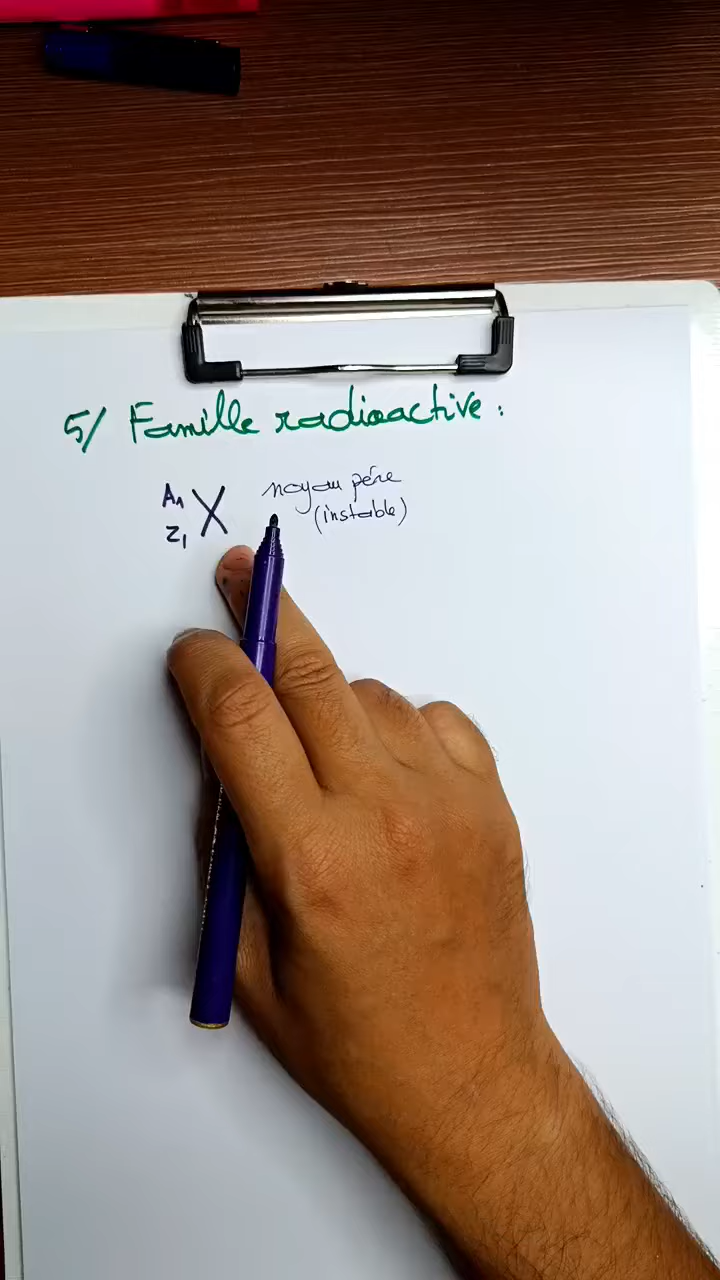 5/ Famille radioactive :
A₁ X noyau père
Z₁ (instable)